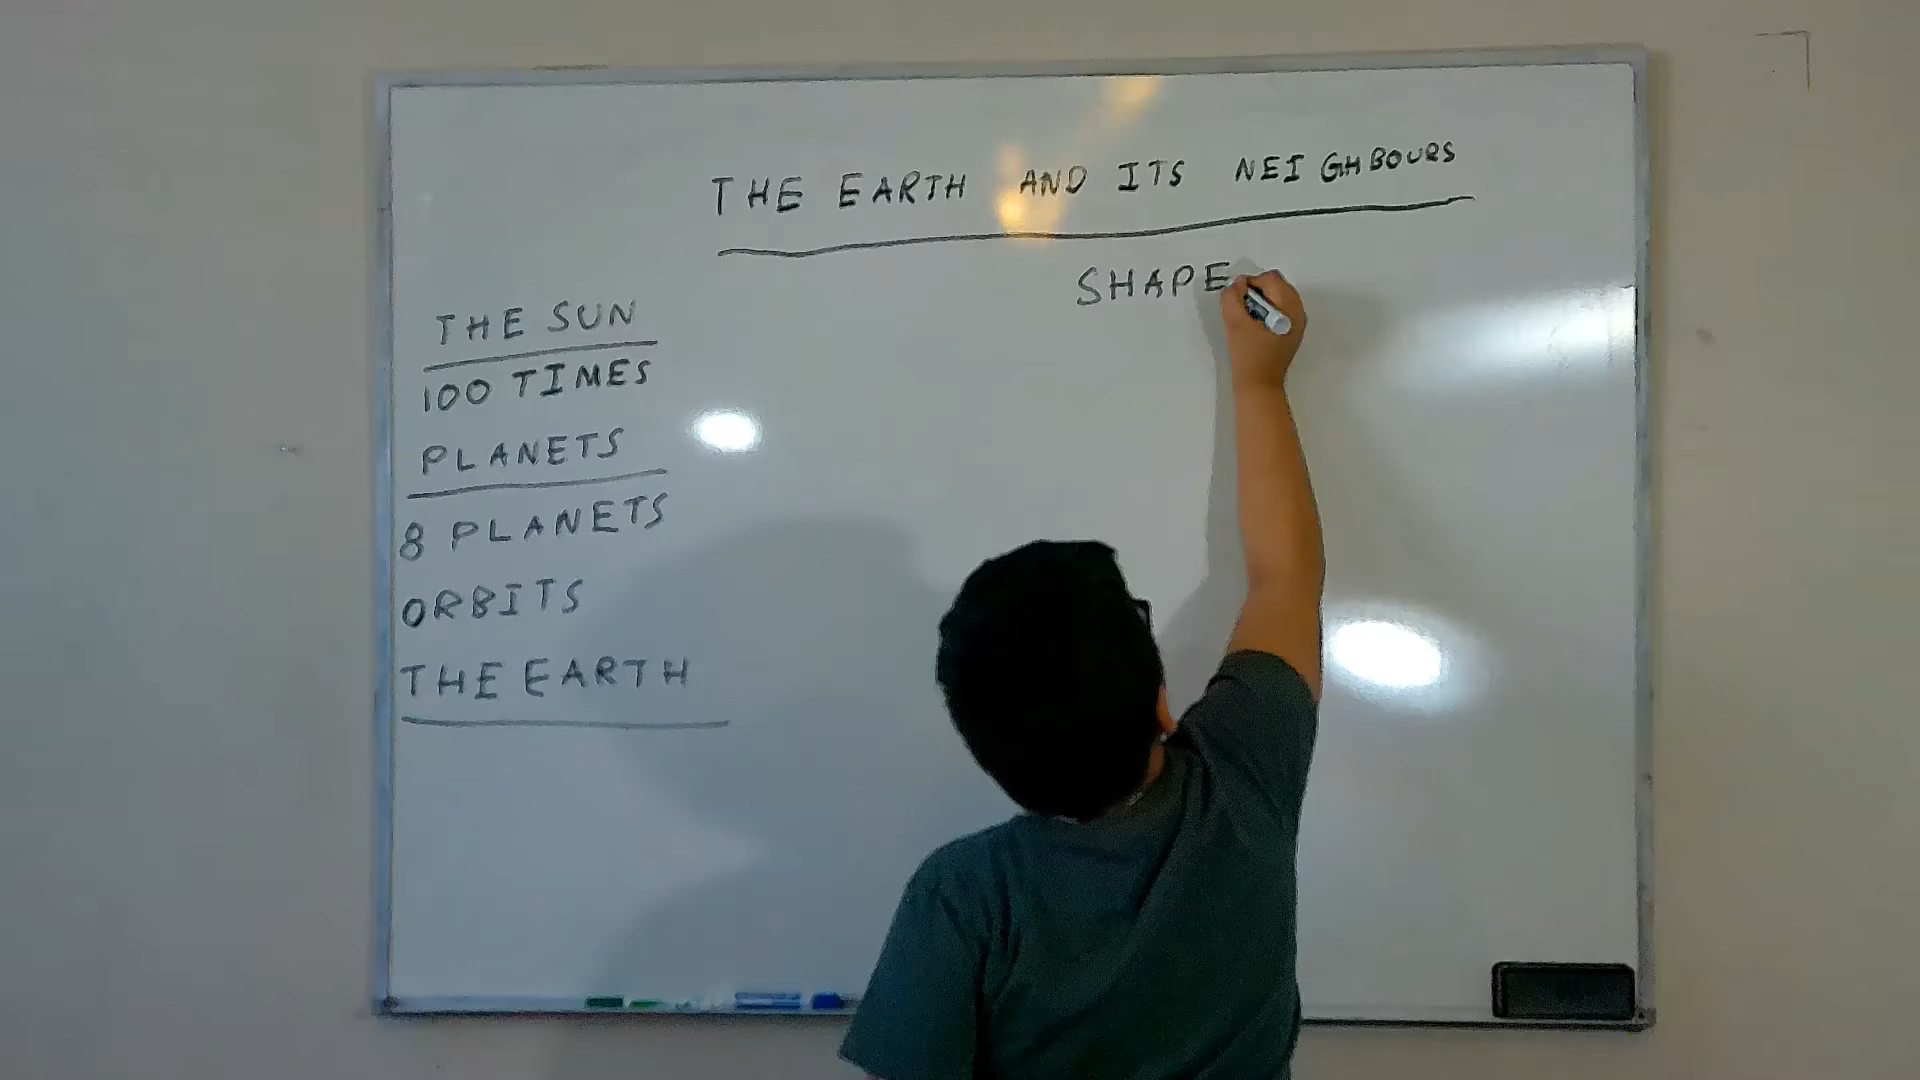 THE EARTH AND ITS NEIGHBOURS
SHAPE
THE SUN
100 TIMES
PLANETS
8 PLANETS
ORBITS
THE EARTH